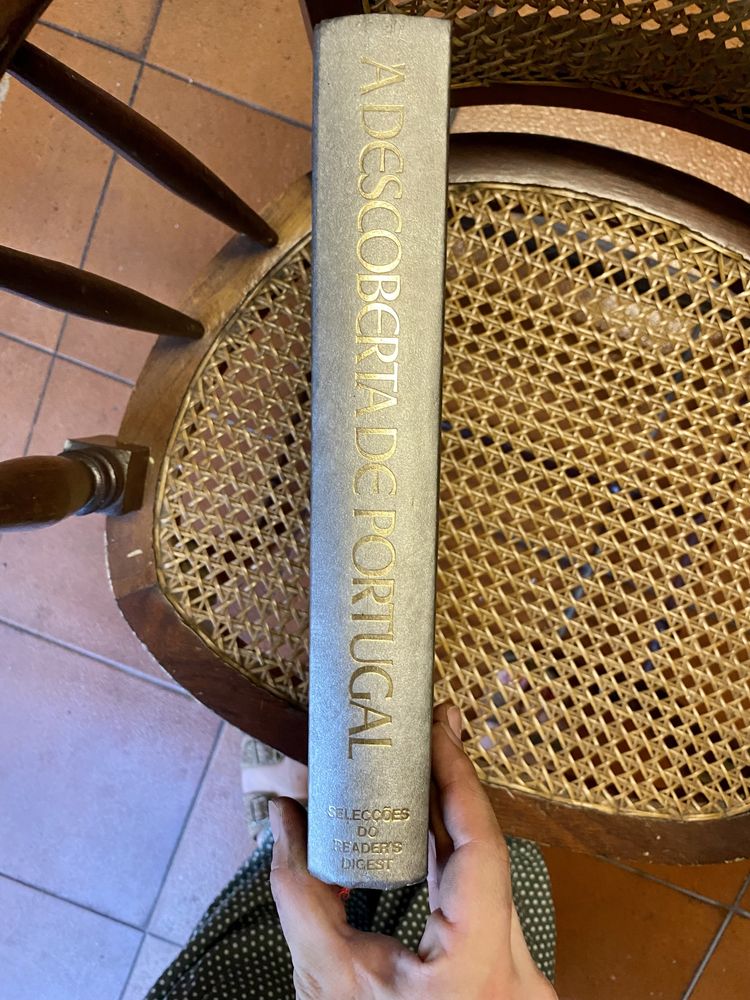 À DESCOBERTA DE PORTUGAL
SELECÇÕES
DO
READER'S
DIGEST